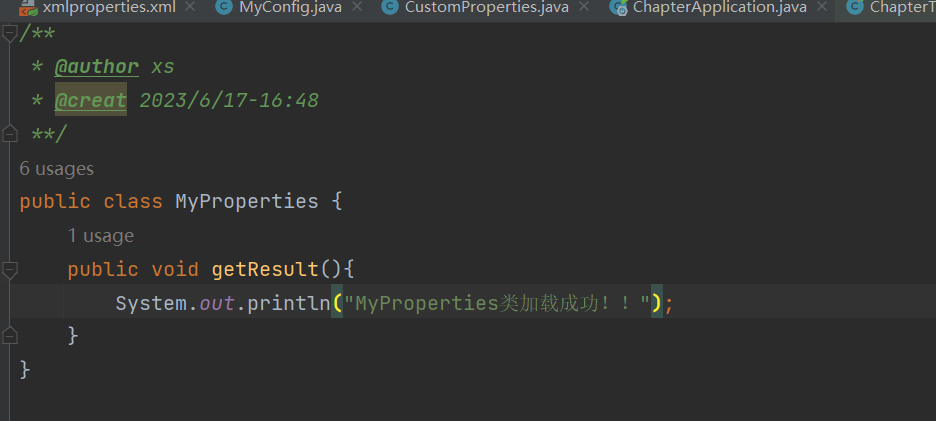 xmlproperties.xml MyConfig.java CustomProperties.java ChapterApplication.java ChapterT
/**
* @author xs
* @creat 2023/6/17-16:48
**/
6 usages
public class MyProperties {
1 usage
public void getResult(){
System.out.println("MyProperties类加载成功！！");
}
}